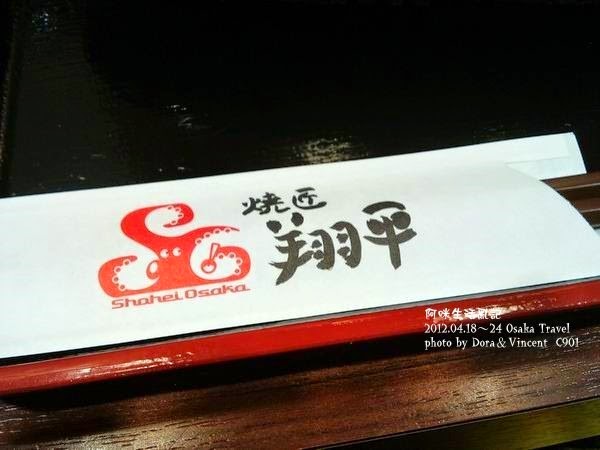 焼匠
翔平
Shohei.Osaka
阿咪生活亂記
2012.04.18～24 Osaka Travel
photo by Dora & Vincent C901